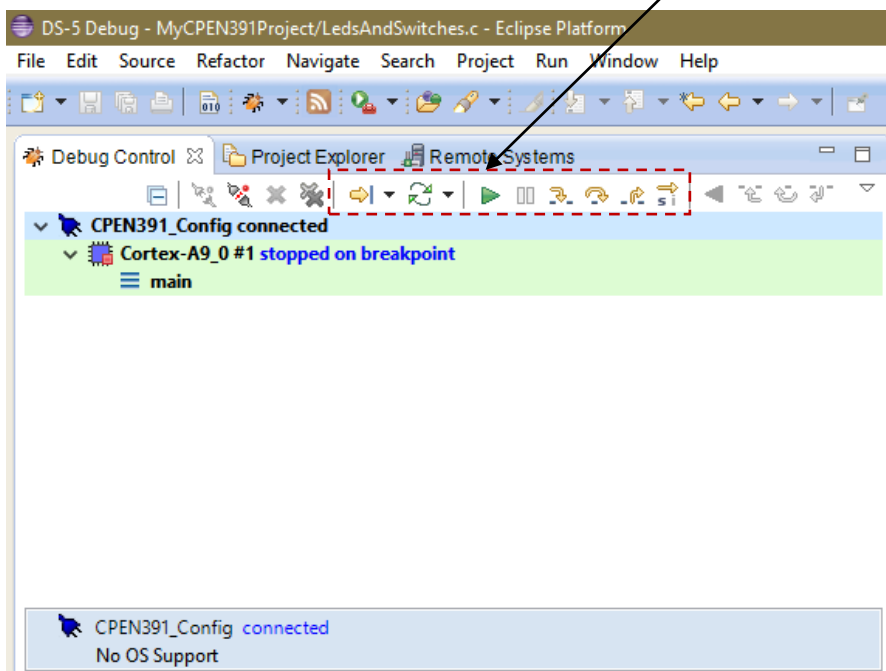 DS-5 Debug - MyCPEN391Project/LedsAndSwitches.c - Eclipse Platform
File Edit Source Refactor Navigate Search Project Run Window Help
010
Debug Control Project Explorer Remote Systems
s i
CPEN391_Config connected
Cortex-A9_0 #1 stopped on breakpoint
main
CPEN391_Config connected
No OS Support